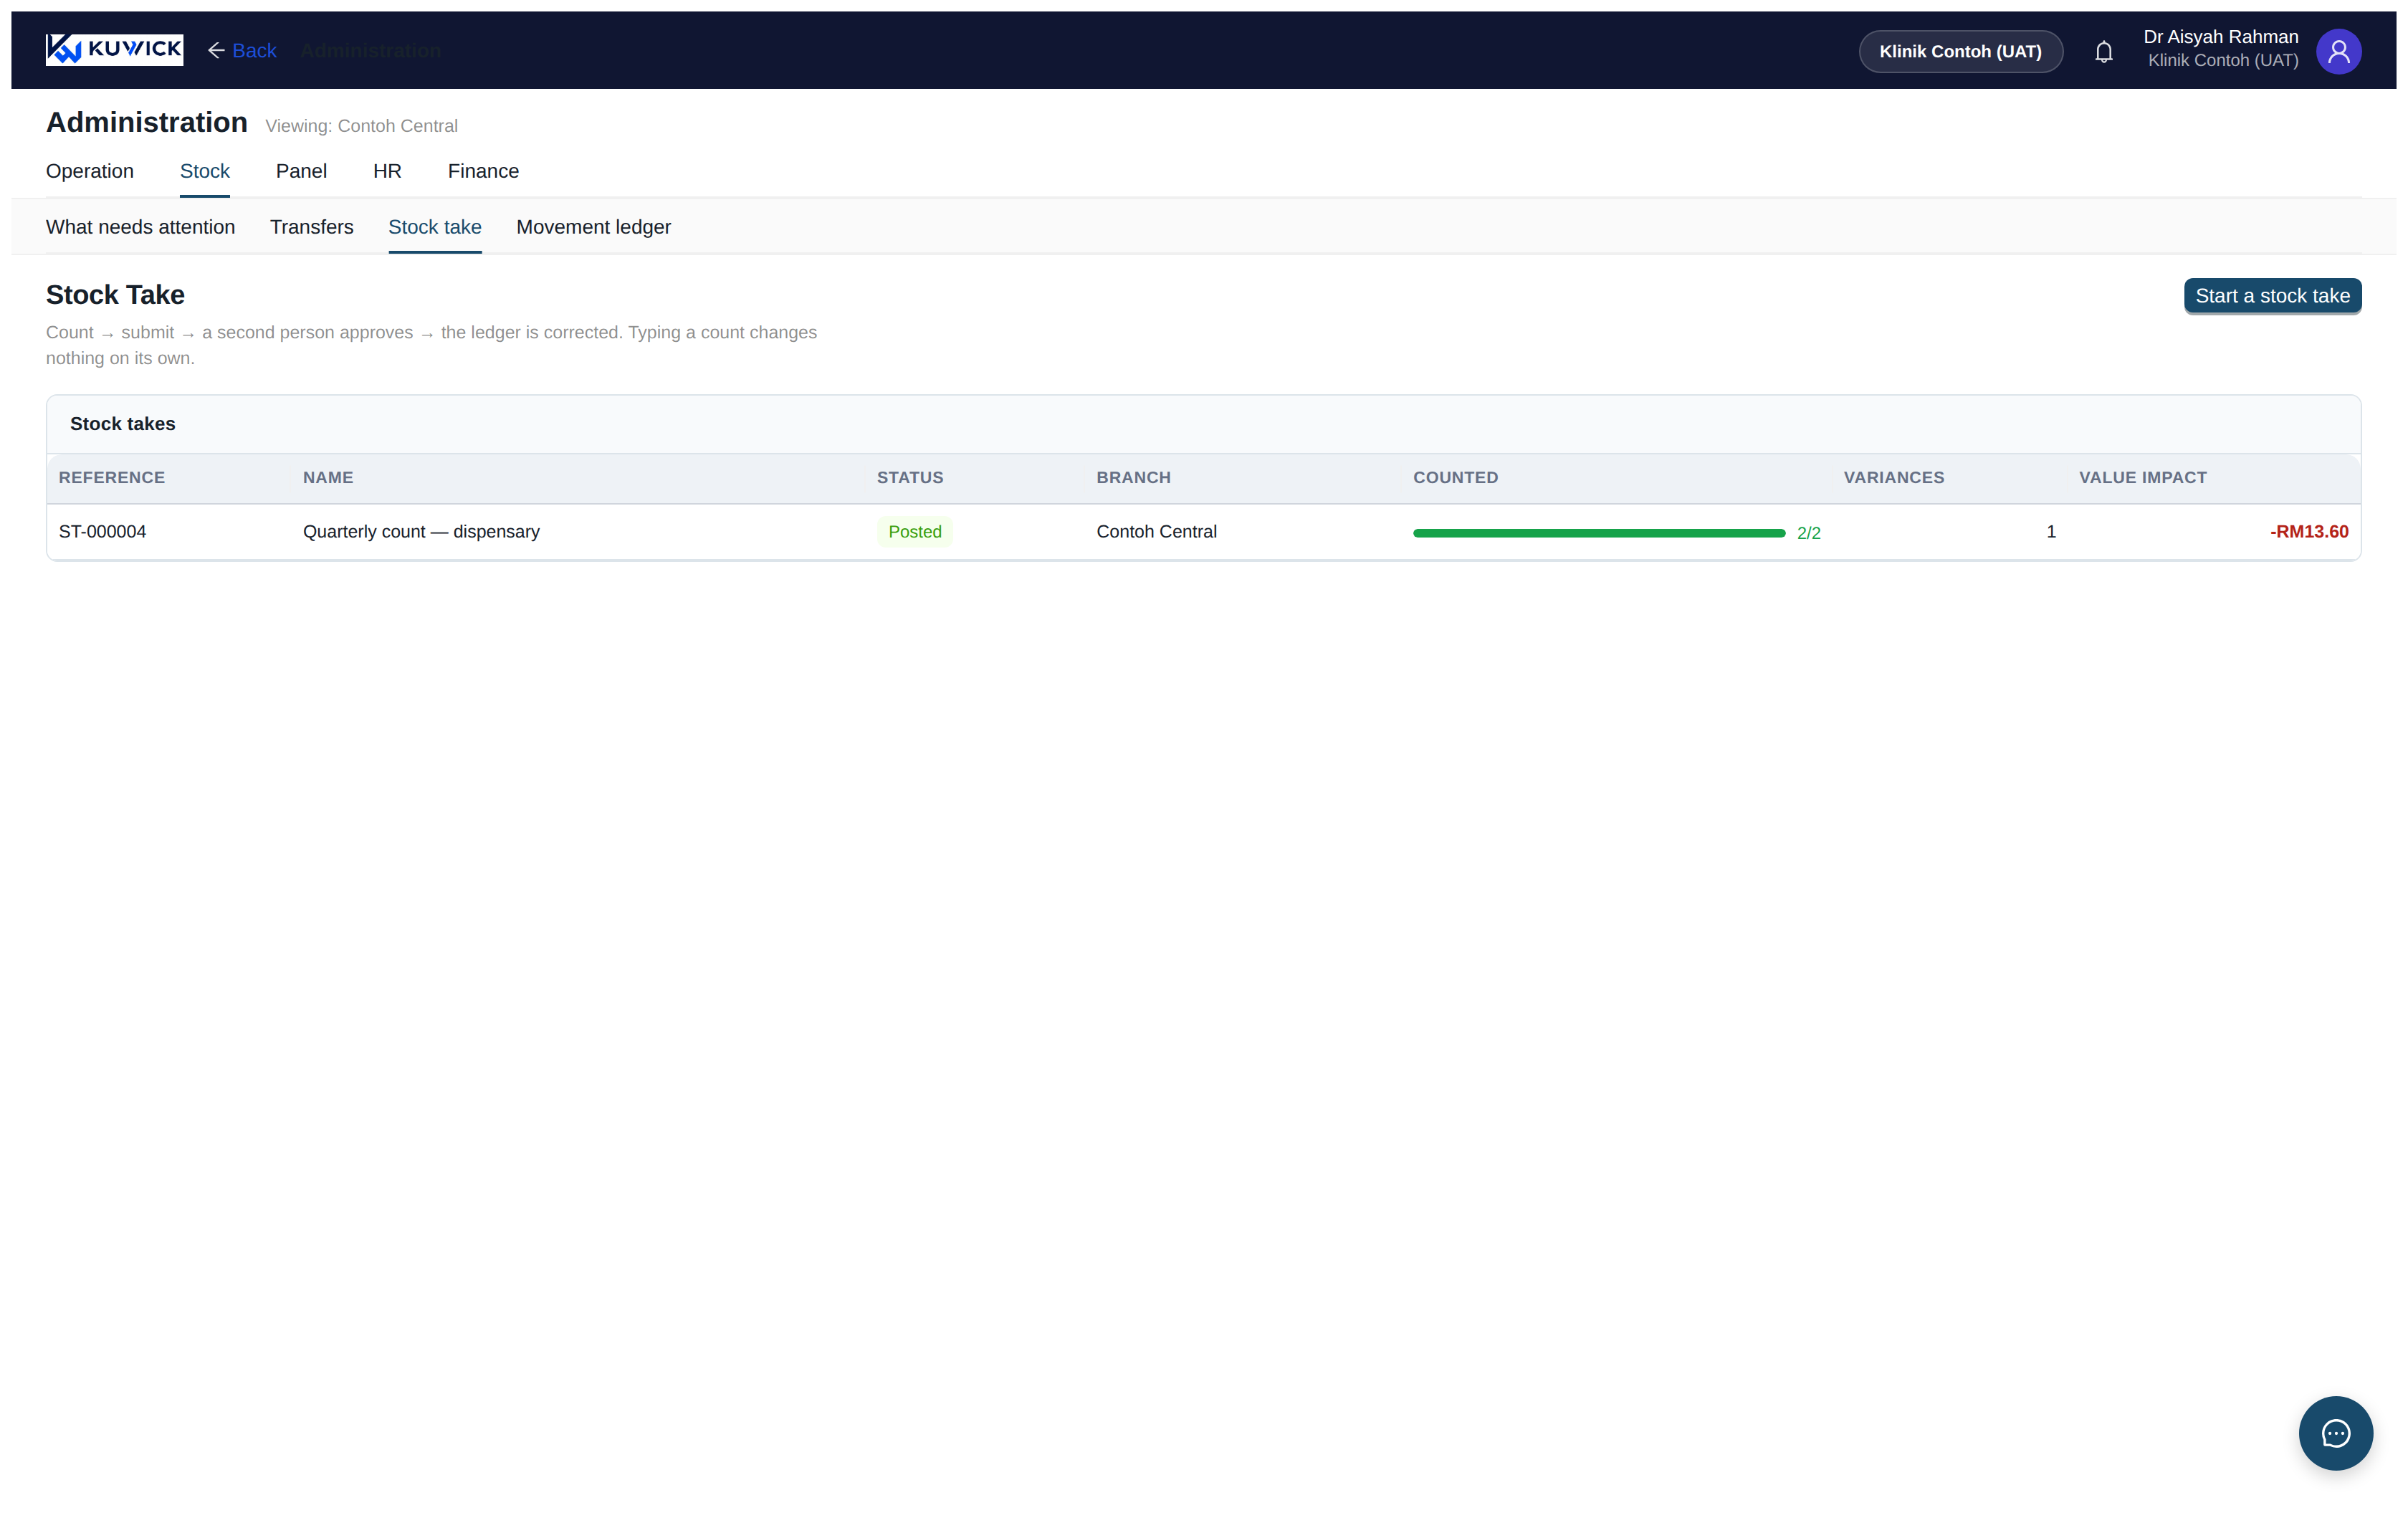 KUWICK
Back Administration
Klinik Contoh (UAT)
Dr Aisyah Rahman
Klinik Contoh (UAT)
Administration Viewing: Contoh Central
Operation Stock Panel HR Finance
What needs attention Transfers Stock take Movement ledger
Stock Take
Start a stock take
Count → submit → a second person approves → the ledger is corrected. Typing a count changes
nothing on its own.
Stock takes
REFERENCE NAME STATUS BRANCH COUNTED VARIANCES VALUE IMPACT
ST-000004 Quarterly count — dispensary Posted Contoh Central 2/2 1 -RM13.60